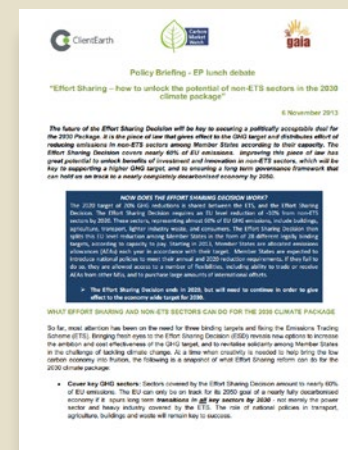 ClientEarth
Carbon
Market
Watch
gaia
Policy Briefing - EP lunch debate
"Effort Sharing – how to unlock the potential of non-ETS sectors in the 2030
climate package"
6 November 2013
The future of the Effort Sharing Decision will be key to securing a politically acceptable deal for
the 2030 Package. It is the piece of law that gives effect to the GHG target and distributes effort of
reducing emissions in non-ETS sectors among Member States according to their capacity. The
Effort Sharing Decision covers nearly 60% of EU emissions. Improving this piece of law has
great potential to unlock benefits of investment and innovation in non-ETS sectors, which will be
key to supporting a higher GHG target, and to ensuring a long term governance framework that
can hold us on track to a nearly completely decarbonised economy by 2050.
NOW DOES THE EFFORT SHARING DECISION WORK?
The 2020 target of 20% GHG reductions is shared between the ETS, and the Effort Sharing
Decision. The Effort Sharing Decision requires an EU level reduction of -10% from non-ETS
sectors by 2020. These sectors, representing almost 60% of EU GHG emissions, include buildings,
agriculture, transport, lighter industry, waste, and consumers. The Effort Sharing Decision then
splits this EU level reduction among Member States in the form of 28 different legally binding
targets, according to capacity to pay. Starting in 2013, Member States are allocated emissions
allowances (AEAs) each year in accordance with their target. Member States are expected to
introduce national policies to meet their annual and 2020 reduction requirements. If they fail to
do so, they are allowed access to a number of flexibilities, including ability to trade or receive
AEAs from other MSs, and to purchase large amounts of international offsets.
➤ The Effort Sharing Decision ends in 2020, but will need to continue in order to give
effect to the economy wide target for 2030.
WHAT EFFORT SHARING AND NON-ETS SECTORS CAN DO FOR THE 2030 CLIMATE PACKAGE
So far, most attention has been on the need for three binding targets and fixing the Emissions Trading
Scheme (ETS). Bringing fresh eyes to the Effort Sharing Decision (ESD) reveals new options to increase
the ambition and cost effectiveness of the GHG target, and to revitalise solidarity among Member States
in the challenge of tackling climate change. At a time when creativity is needed to help bring the low
carbon economy into fruition, the following is a snapshot of what Effort Sharing reform can do for the
2030 climate package:
• Cover key GHG sectors: Sectors covered by the Effort Sharing Decision amount to nearly 60%
of EU emissions. The EU can only be on track for its 2050 goal of a nearly fully decarbonised
economy if it spurs long term transitions in all key sectors by 2030 - not merely the power
sector and heavy industry covered by the ETS. The role of national policies in transport,
agriculture, buildings and waste will remain key to success.